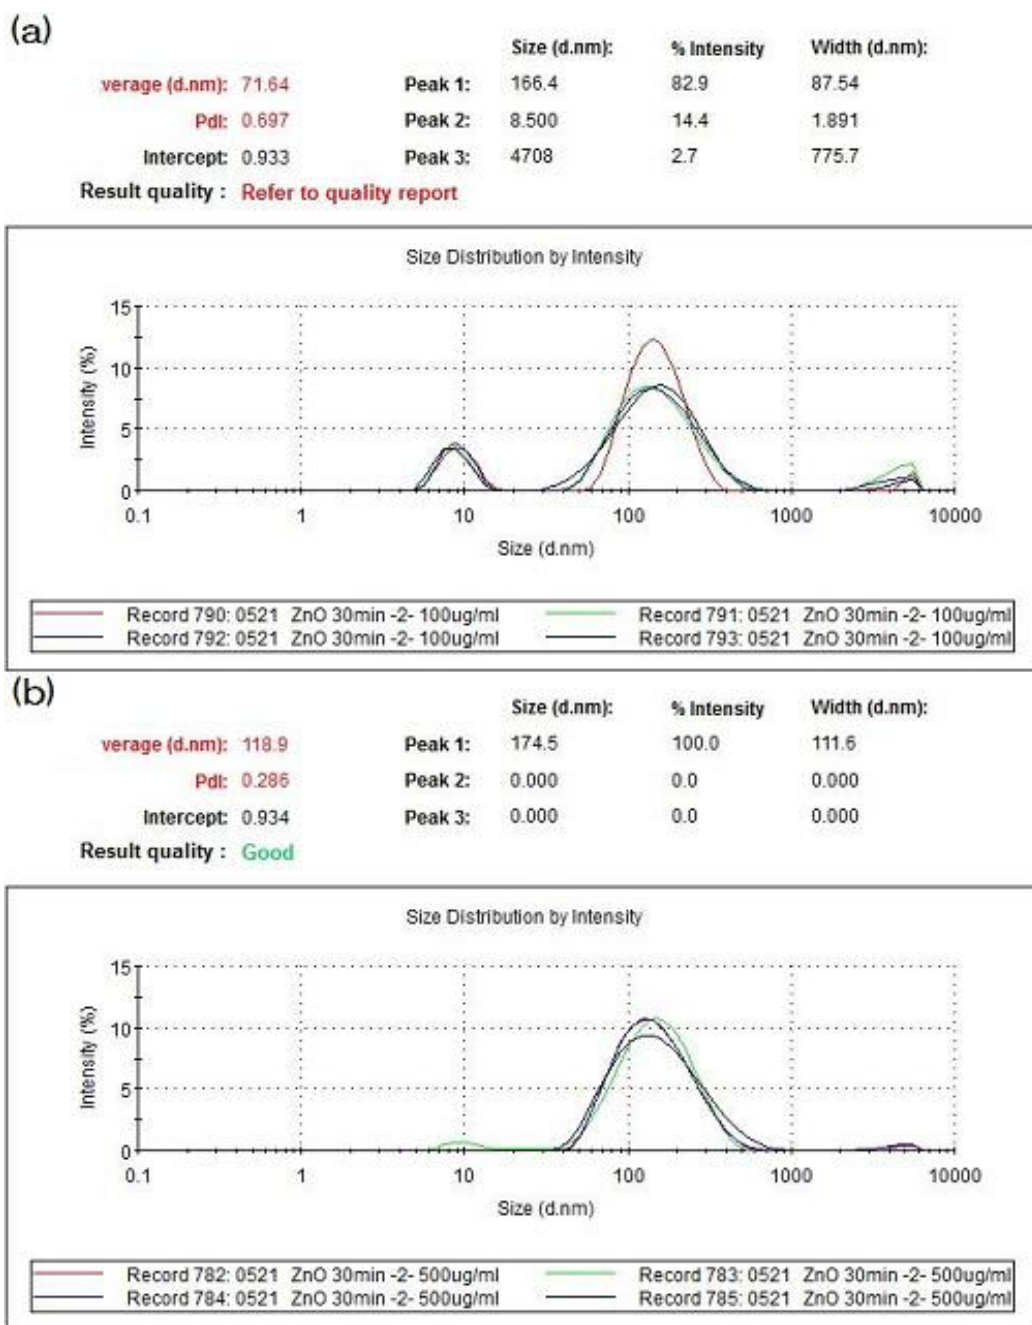 (a)
Size (d.nm): % Intensity Width (d.nm):
verage (d.nm): 71.64 Peak 1: 166.4 82.9 87.54
PdI: 0.697 Peak 2: 8.500 14.4 1.891
Intercept: 0.933 Peak 3: 4708 2.7 775.7
Result quality : Refer to quality report
Size Distribution by Intensity
15
10
5
0
Intensity (%)
0.1 1 10 100 1000 10000
Size (d.nm)
Record 790: 0521 ZnO 30min -2- 100ug/ml Record 791: 0521 ZnO 30min -2- 100ug/ml
Record 792: 0521 ZnO 30min -2- 100ug/ml Record 793: 0521 ZnO 30min -2- 100ug/ml
(b)
Size (d.nm): % Intensity Width (d.nm):
verage (d.nm): 118.9 Peak 1: 174.5 100.0 111.6
PdI: 0.286 Peak 2: 0.000 0.0 0.000
Intercept: 0.934 Peak 3: 0.000 0.0 0.000
Result quality : Good
Size Distribution by Intensity
15
10
5
0
Intensity (%)
0.1 1 10 100 1000 10000
Size (d.nm)
Record 782: 0521 ZnO 30min -2- 500ug/ml Record 783: 0521 ZnO 30min -2- 500ug/ml
Record 784: 0521 ZnO 30min -2- 500ug/ml Record 785: 0521 ZnO 30min -2- 500ug/ml